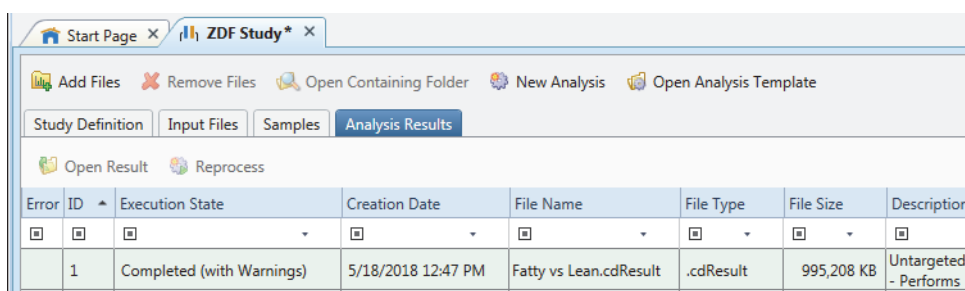 Start Page ZDF Study*
Add Files Remove Files Open Containing Folder New Analysis Open Analysis Template
Study Definition Input Files Samples Analysis Results
Open Result Reprocess
Error ID Execution State Creation Date File Name File Type File Size Description
1 Completed (with Warnings) 5/18/2018 12:47 PM Fatty vs Lean.cdResult .cdResult 995,208 KB Untargeted
- Performs